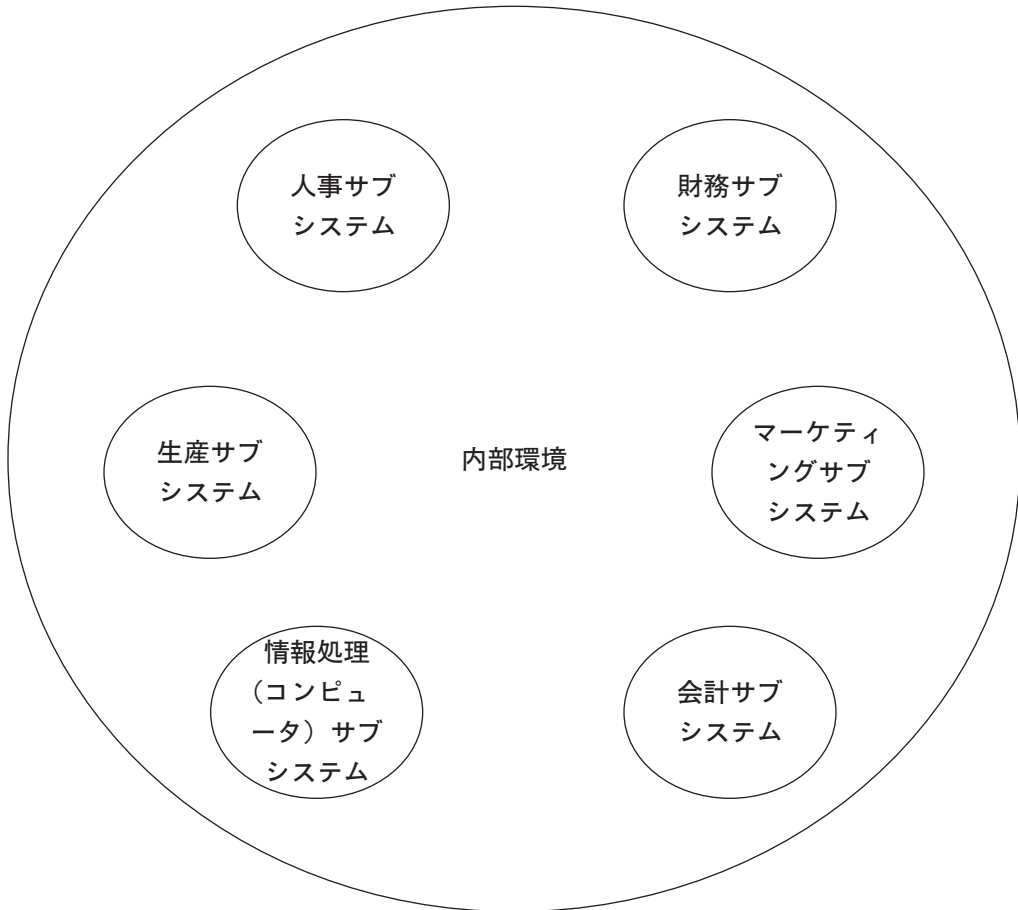 人事サブ
システム
財務サブ
システム
生産サブ
システム
内部環境
マーケティ
ングサブ
システム
情報処理
（コンピュ
ータ）サブ
システム
会計サブ
システム